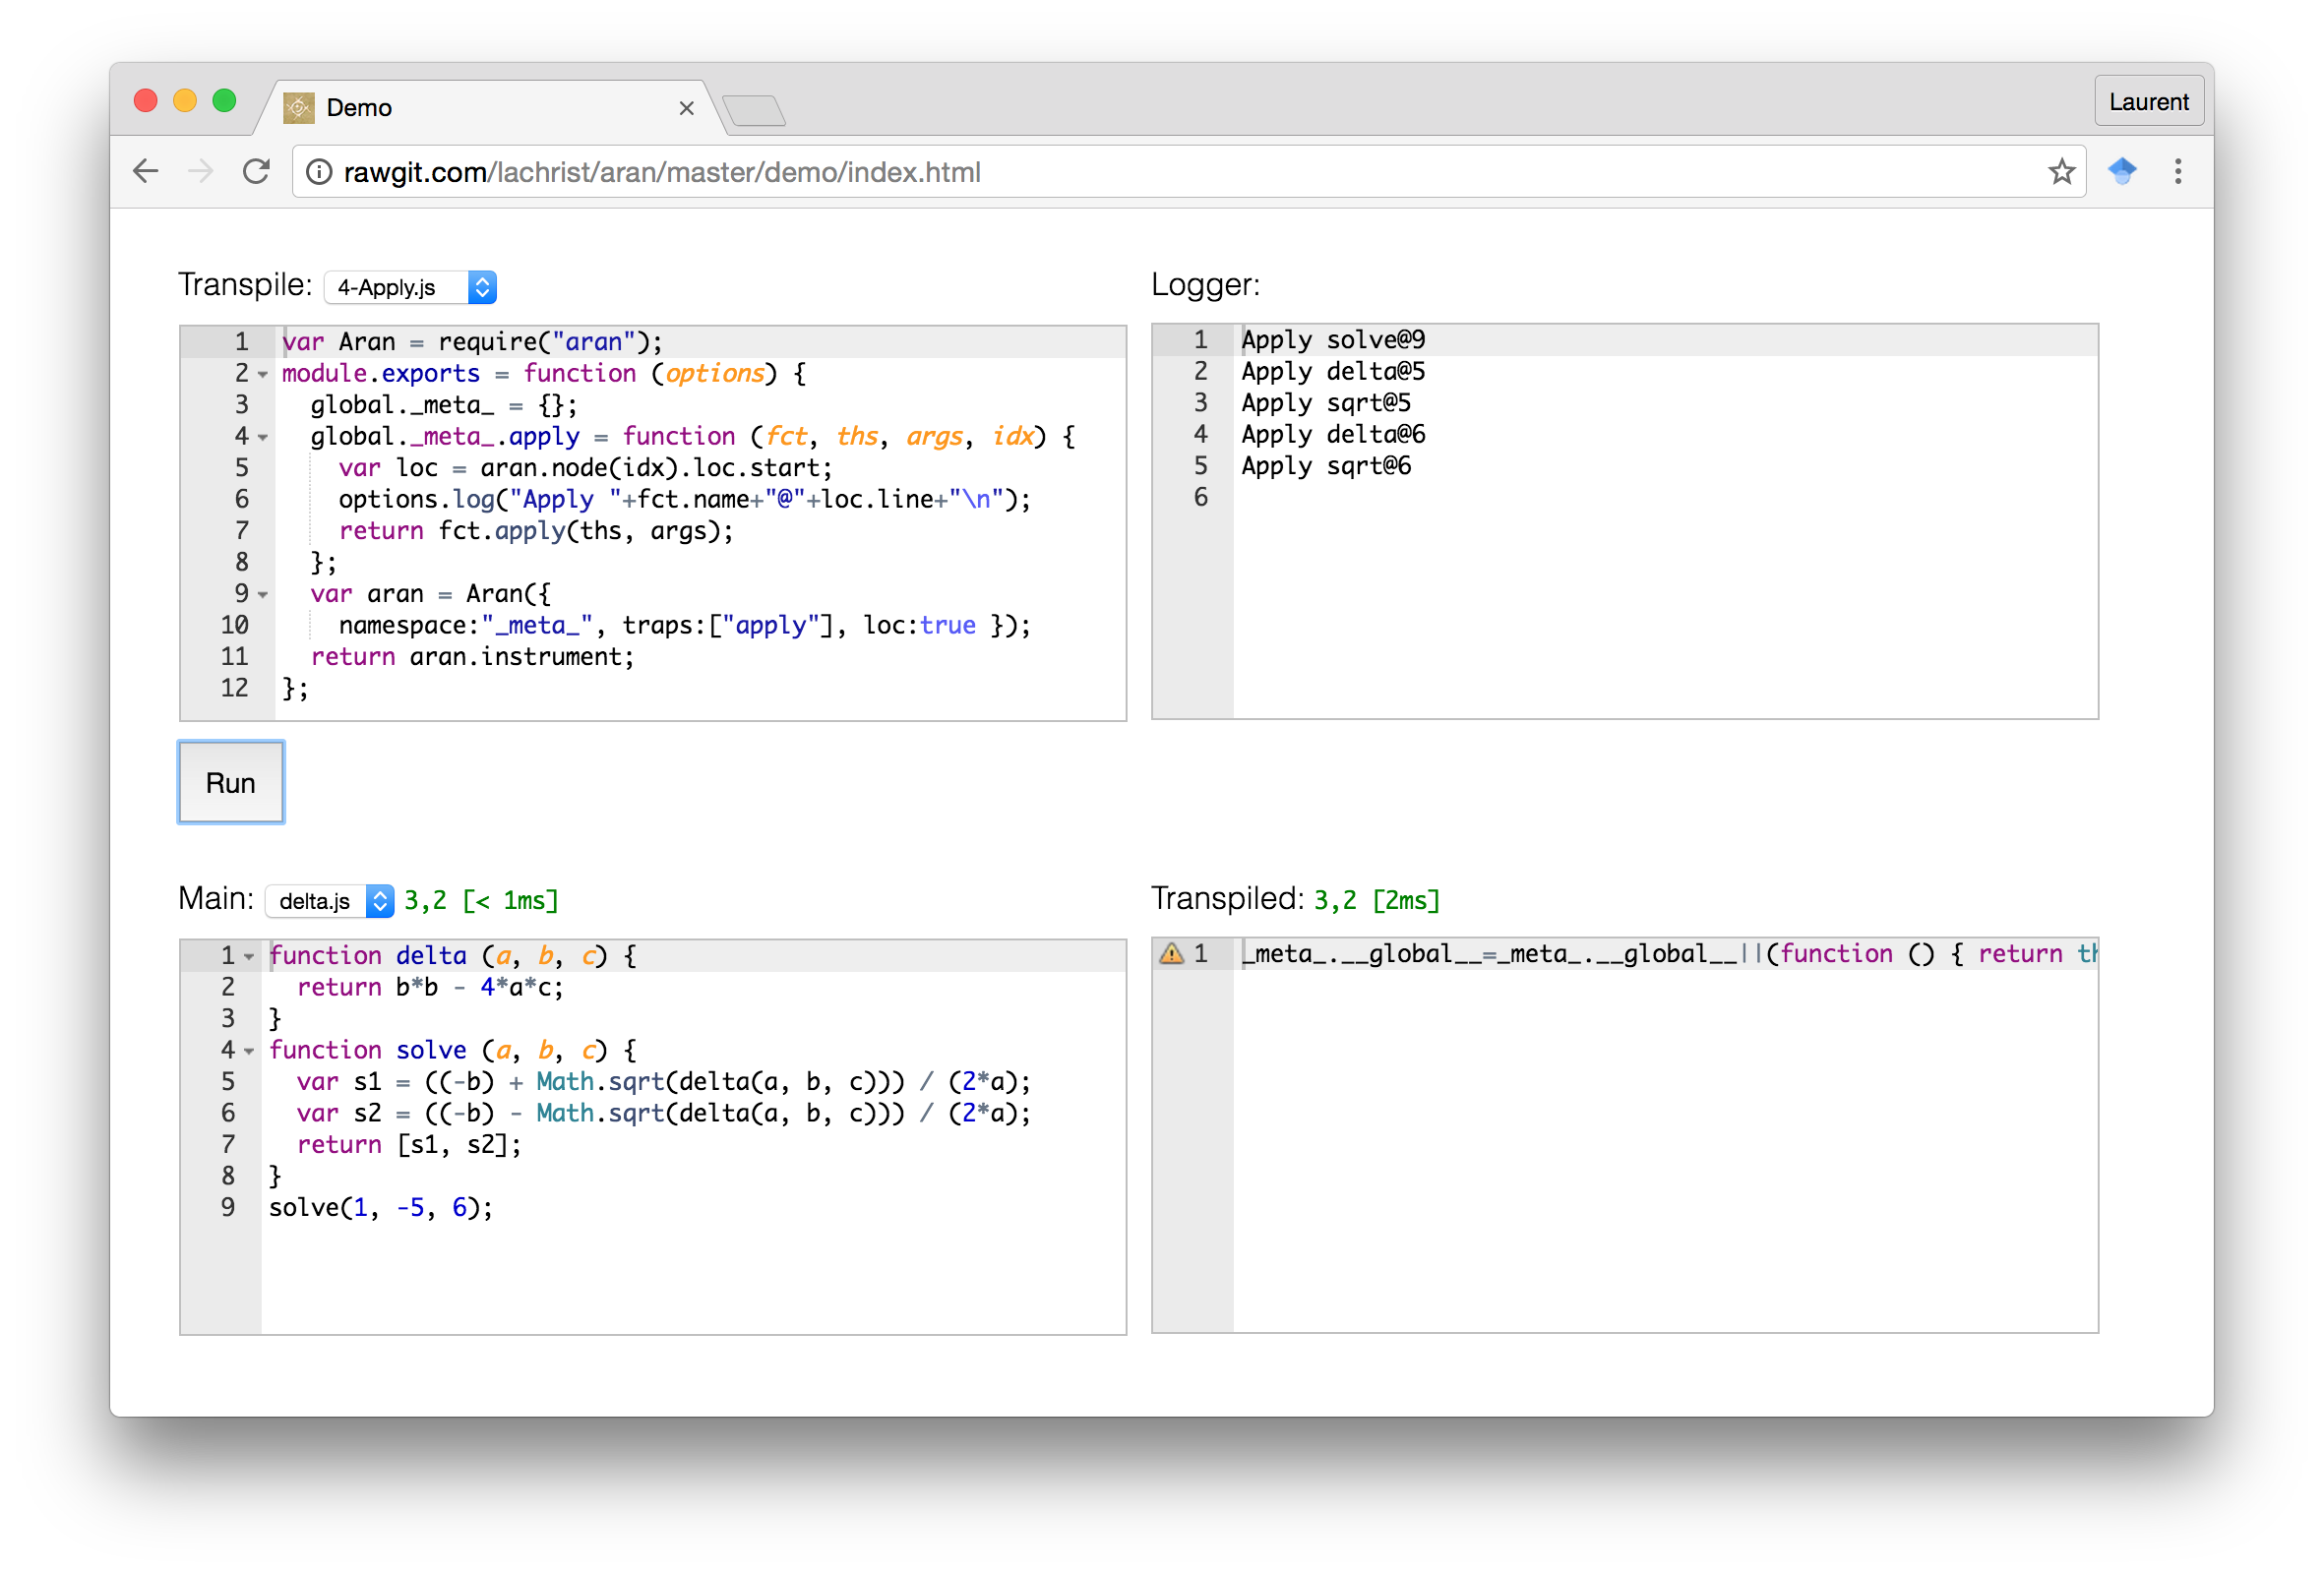 Demo
Laurent
rawgit.com/lachrist/aran/master/demo/index.html
Transpile: 4-Apply.js
1 var Aran = require("aran");
2 module.exports = function (options) {
3 global._meta_ = {};
4 global._meta_.apply = function (fct, ths, args, idx) {
5 var loc = aran.node(idx).loc.start;
6 options.log("Apply "+fct.name+"@"+loc.line+"\n");
7 return fct.apply(ths, args);
8 };
9 var aran = Aran({
10 namespace:"_meta_", traps:["apply"], loc:true });
11 return aran.instrument;
12 };
Logger:
1 Apply solve@9
2 Apply delta@5
3 Apply sqrt@5
4 Apply delta@6
5 Apply sqrt@6
6
Run
Main: delta.js 3,2 [< 1ms]
1 function delta (a, b, c) {
2 return b*b - 4*a*c;
3 }
4 function solve (a, b, c) {
5 var s1 = ((-b) + Math.sqrt(delta(a, b, c))) / (2*a);
6 var s2 = ((-b) - Math.sqrt(delta(a, b, c))) / (2*a);
7 return [s1, s2];
8 }
9 solve(1, -5, 6);
Transpiled: 3,2 [2ms]
1 _meta_.__global__=_meta_.__global__||(function () { return